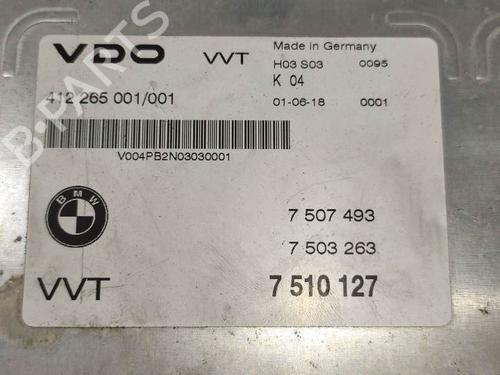 VDO VVT
Made in Germany
H03 S03 0095
K 04
412 265 001/001
01-06-18 0001
V004PB2N03030001
BMW
7 507 493
7 503 263
VVT 7 510 127
B-PARTS